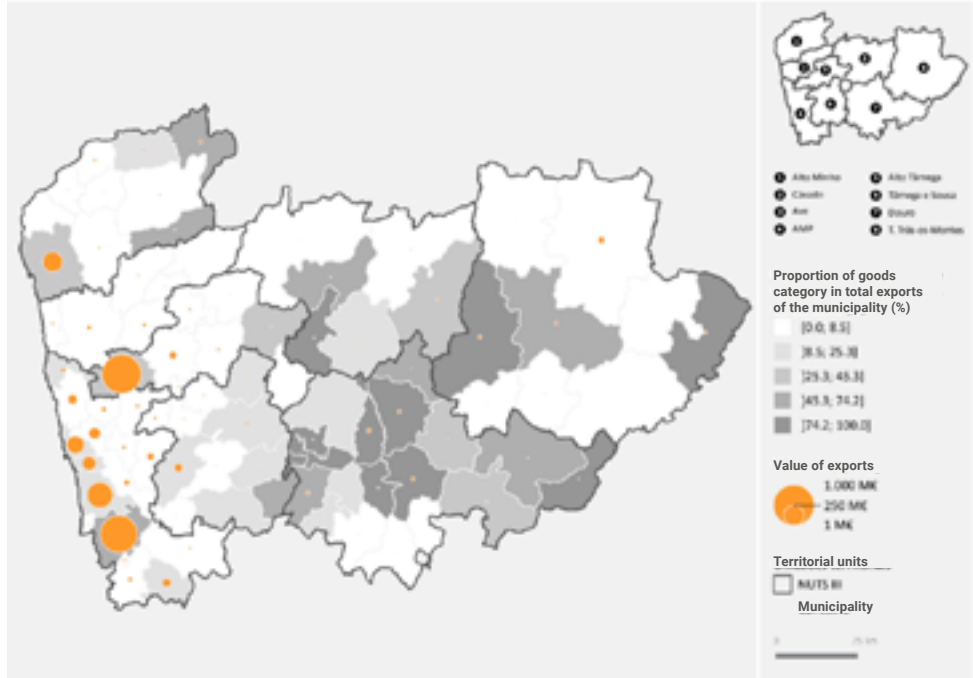 Alto Minho
Cávado
Ave
AMP
Alto Tâmega
Tâmega e Sousa
Douro
T. Trás os Montes
Proportion of goods
category in total exports
of the municipality (%)
[0.0; 8.5]
]8.5; 25.3]
]25.3; 45.3]
]45.3; 74.2]
]74.2; 100.0]
Value of exports
1.000 M€
250 M€
1 M€
Territorial units
NUTS III
Municipality